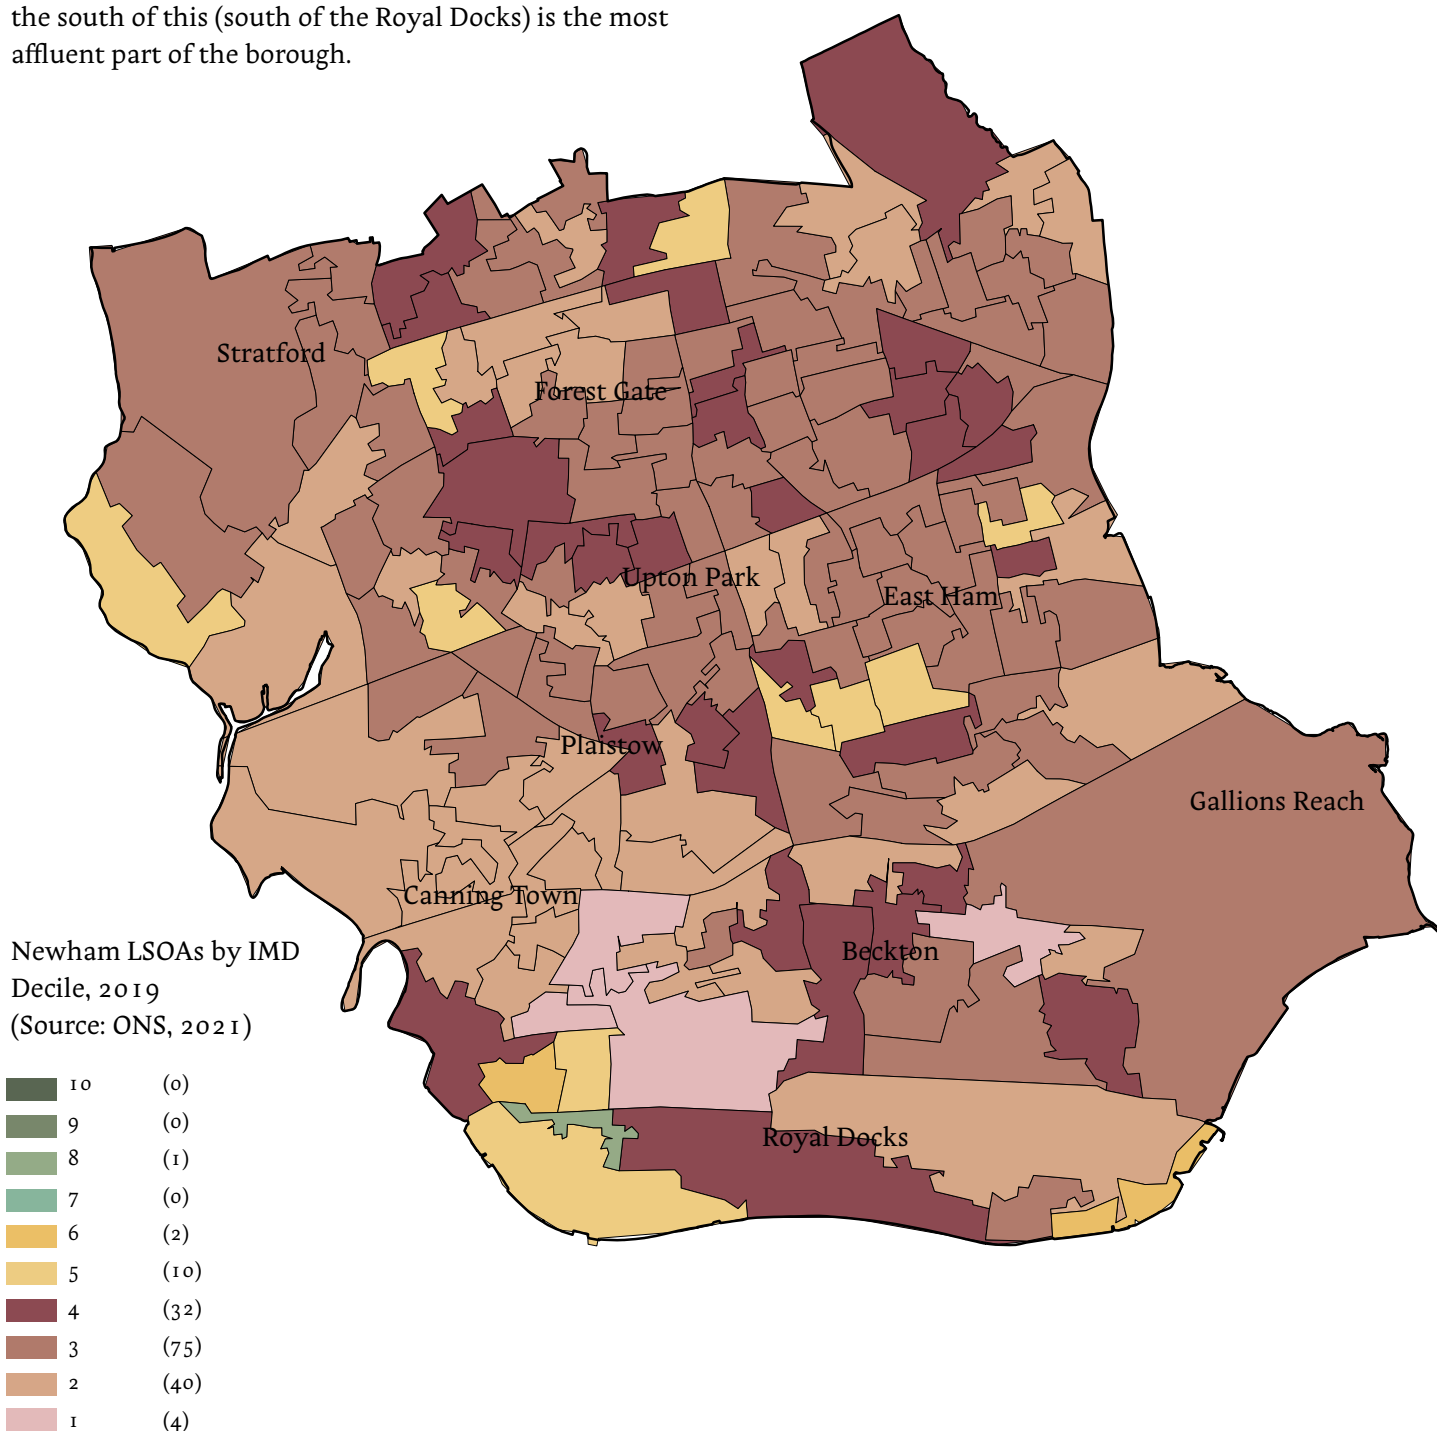 the south of this (south of the Royal Docks) is the most
affluent part of the borough.
Stratford
Forest Gate
Upton Park
East Ham
Plaistow
Gallions Reach
Canning Town
Beckton
Royal Docks
Newham LSOAs by IMD
Decile, 2019
(Source: ONS, 2021)
10 (0)
9 (0)
8 (1)
7 (0)
6 (2)
5 (10)
4 (32)
3 (75)
2 (40)
1 (4)